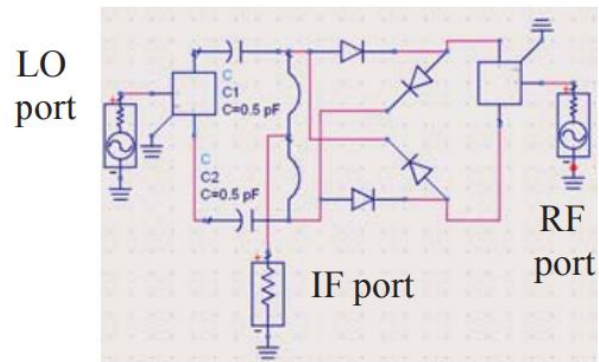 LO
port
C
C1
C=0.5 pF
C
C2
C=0.5 pF
IF port
RF
port